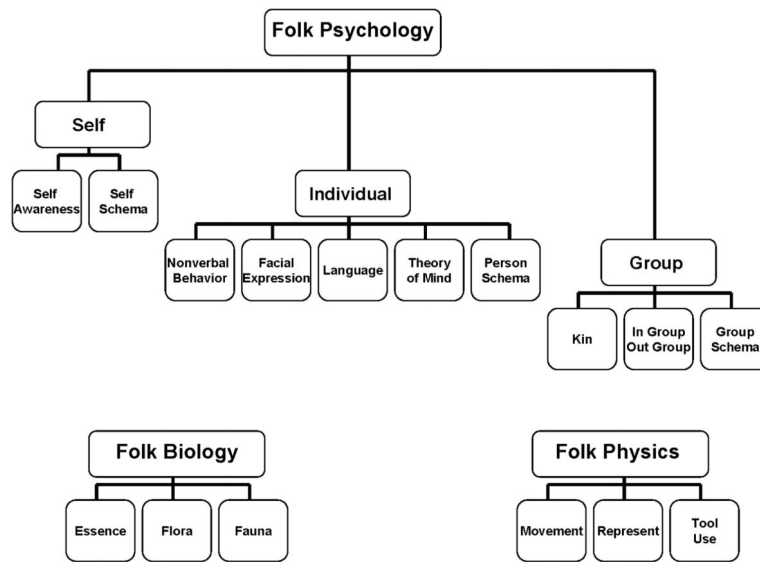 Folk Psychology
Self
Self
Awareness
Self
Schema
Individual
Nonverbal
Behavior
Facial
Expression
Language
Theory
of Mind
Person
Schema
Group
Kin
In Group
Out Group
Group
Schema
Folk Biology
Essence
Flora
Fauna
Folk Physics
Movement
Represent
Tool
Use